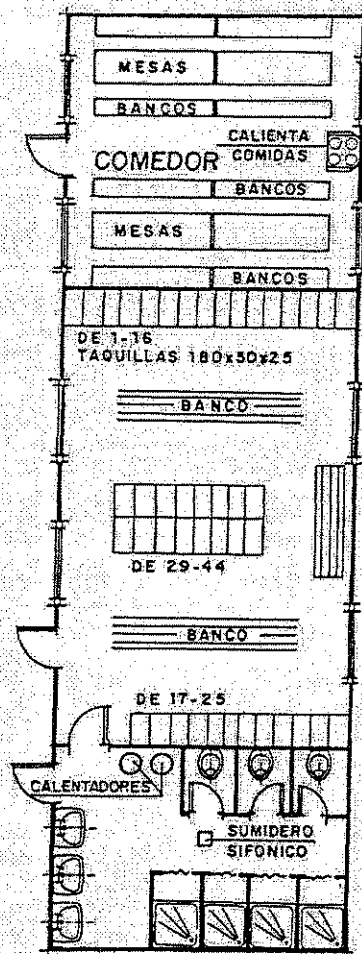 MESAS
BANCOS
CALIENTA
COMIDAS
COMEDOR
BANCOS
MESAS
BANCOS
DE 1-16
TAQUILLAS 180x50x25
BANCO
DE 29-44
BANCO
DE 17-25
CALENTADORES
SUMIDERO
SIFONICO